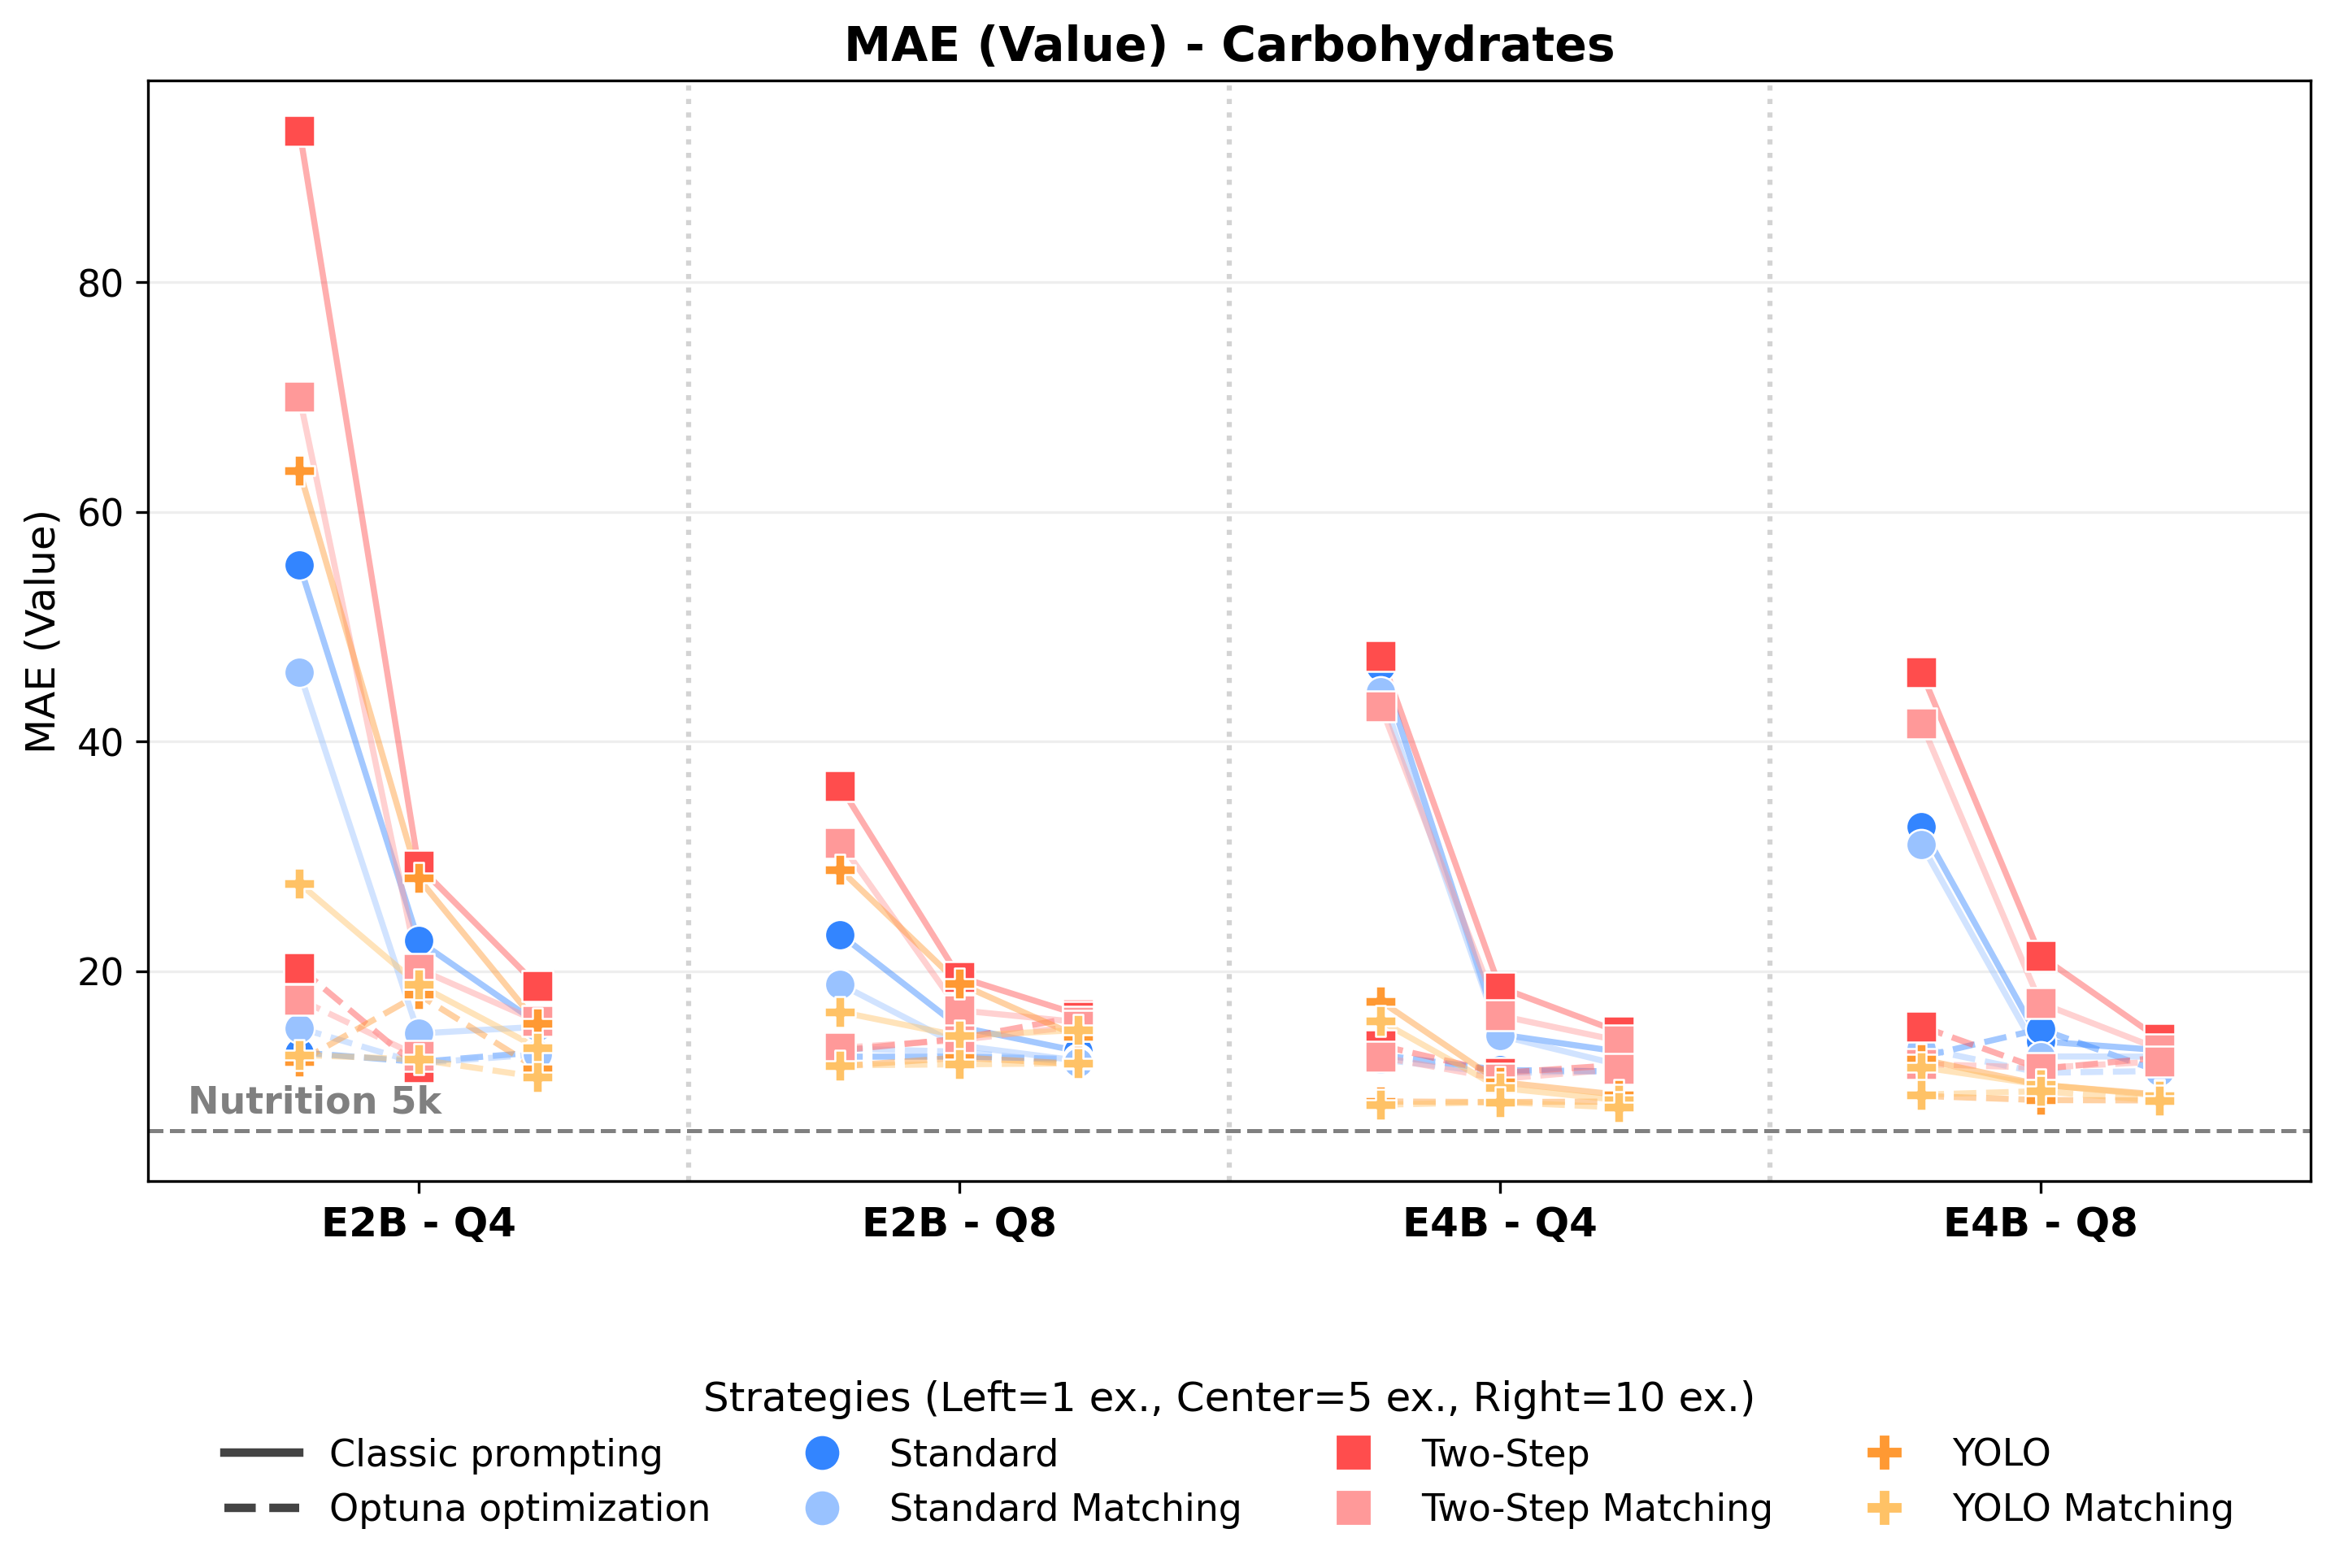 MAE (Value) - Carbohydrates
MAE (Value)
80
60
40
20
Nutrition 5k
E2B - Q4
E2B - Q8
E4B - Q4
E4B - Q8
Strategies (Left=1 ex., Center=5 ex., Right=10 ex.)
Classic prompting
Optuna optimization
Standard
Standard Matching
Two-Step
Two-Step Matching
YOLO
YOLO Matching